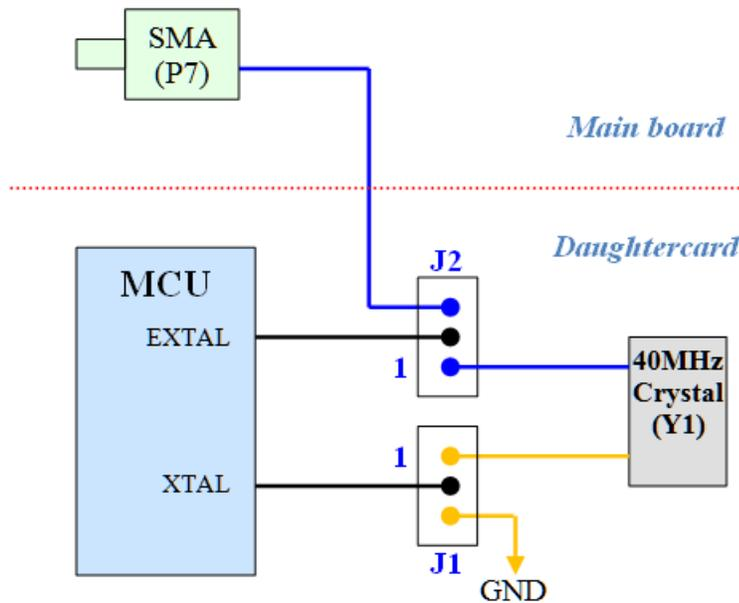 SMA
(P7)
Main board
Daughtercard
J2
MCU
EXTAL
1
40MHz
Crystal
(Y1)
1
XTAL
J1
GND